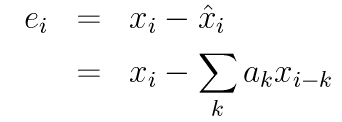 e_i = x_i − x̂_i
= x_i − ∑_k a_k x_{i−k}